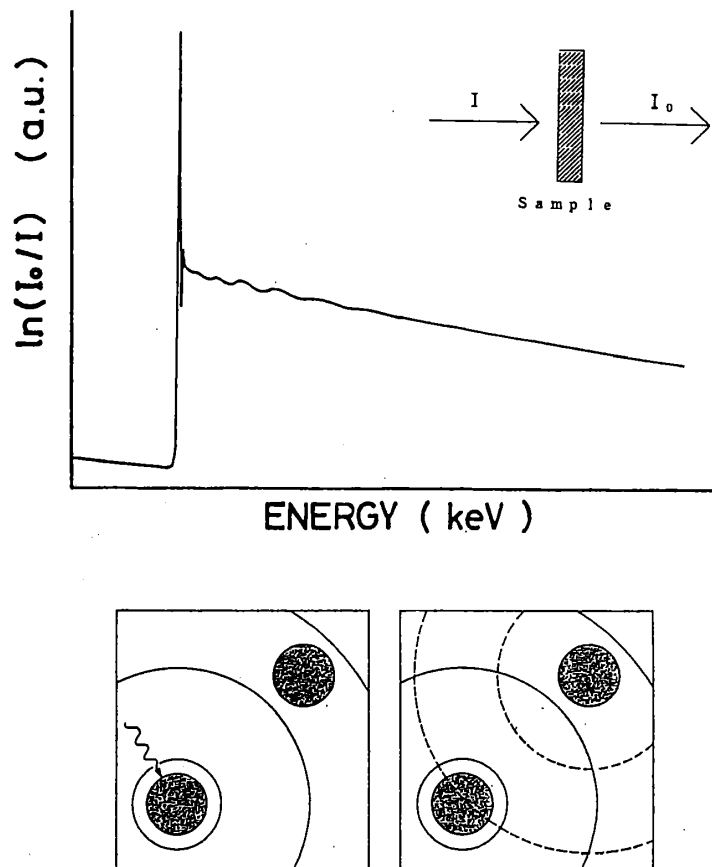 ln(I₀/I) (a.u.)
I
I₀
Sample
ENERGY ( keV )